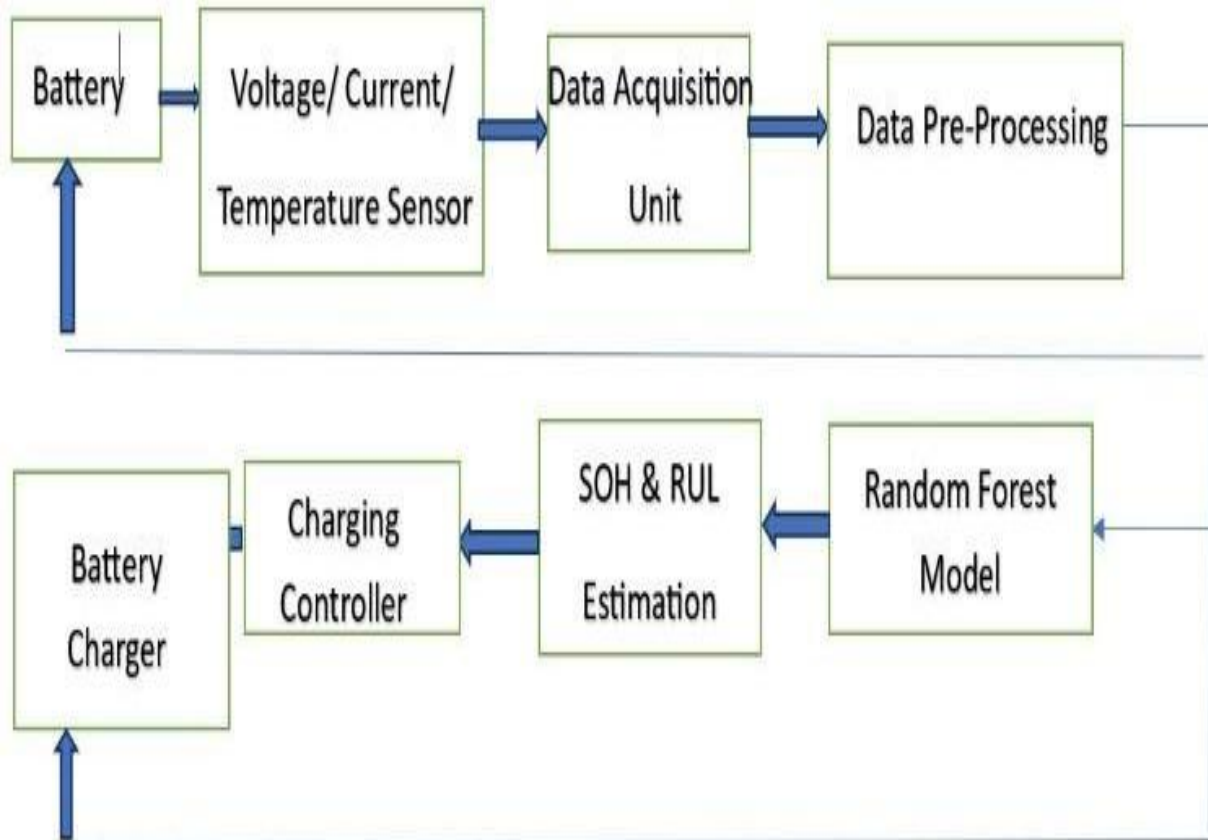 Battery
Voltage/ Current/
Temperature Sensor
Data Acquisition
Unit
Data Pre-Processing
Battery
Charger
Charging
Controller
SOH & RUL
Estimation
Random Forest
Model